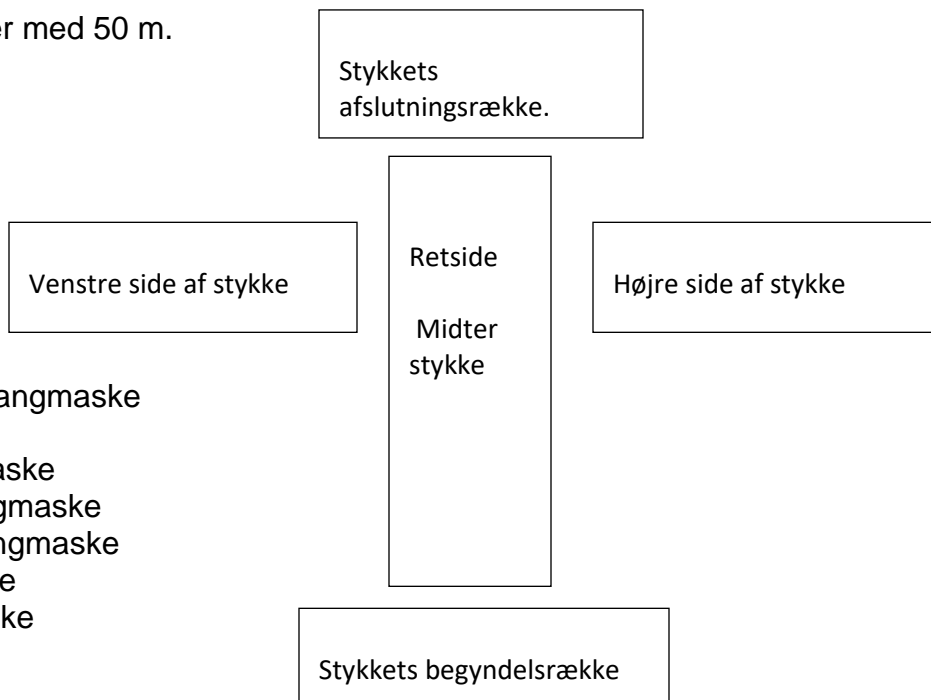 er med 50 m.
Stykkets
afslutningsrække.
Retside
Midter
stykke
Venstre side af stykke
Højre side af stykke
angmaske
aske
gmaske
ngmaske
e
ke
Stykkets begyndelsrække